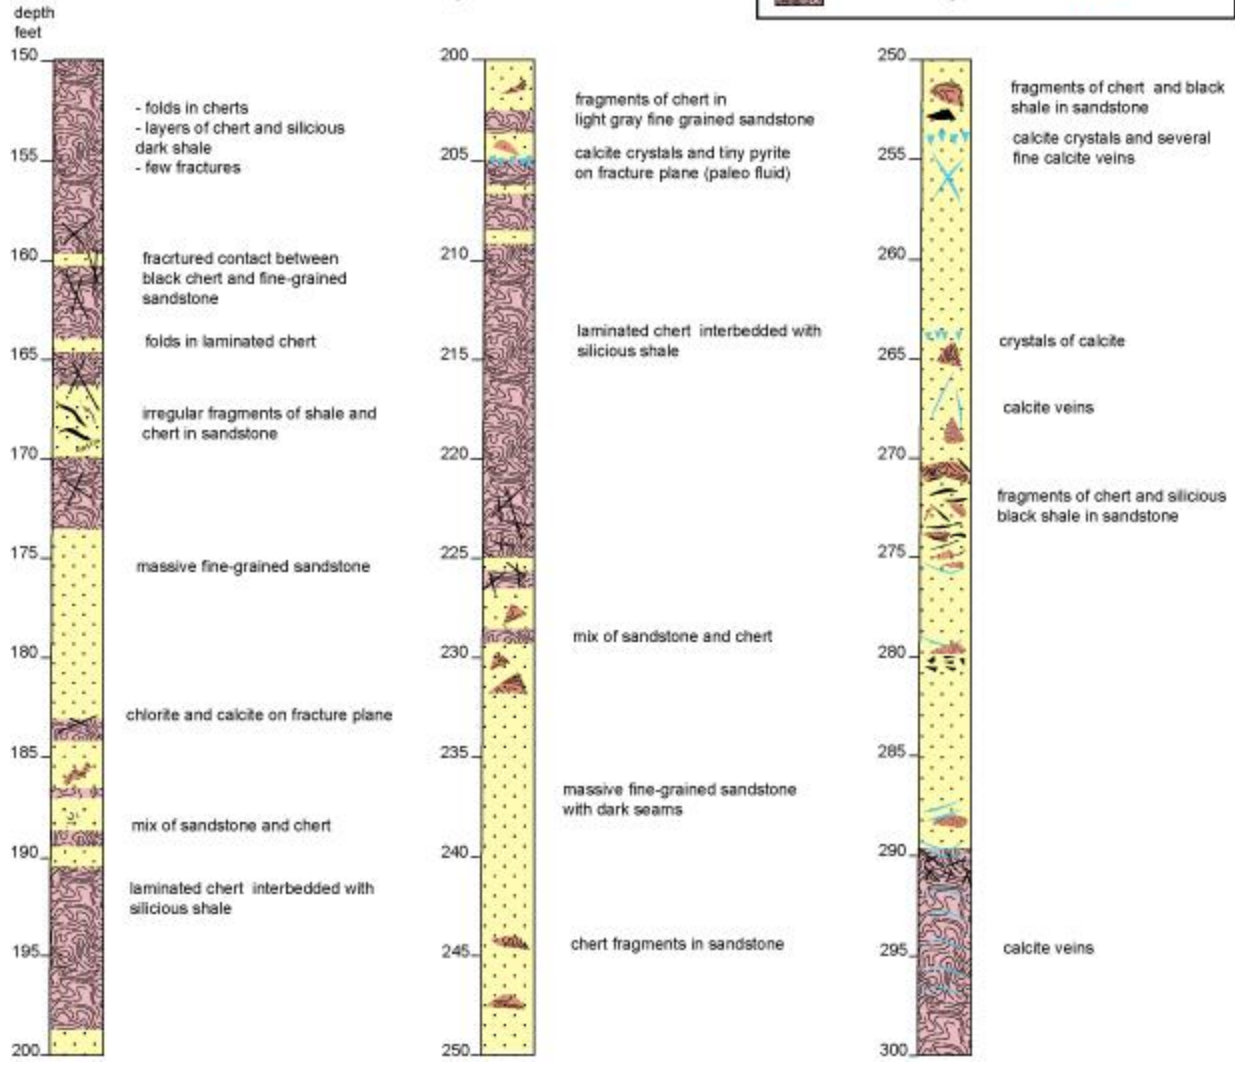 depth
feet
150
- folds in cherts
- layers of chert and silicious
dark shale
- few fractures
155
160
fracrtured contact between
black chert and fine-grained
sandstone
folds in laminated chert
165
irregular fragments of shale and
chert in sandstone
170
175
massive fine-grained sandstone
180
chlorite and calcite on fracture plane
185
mix of sandstone and chert
190
laminated chert interbedded with
silicious shale
195
200
200
fragments of chert in
light gray fine grained sandstone
205
calcite crystals and tiny pyrite
on fracture plane (paleo fluid)
210
laminated chert interbedded with
silicious shale
215
220
225
mix of sandstone and chert
230
235
massive fine-grained sandstone
with dark seams
240
chert fragments in sandstone
245
250
250
fragments of chert and black
shale in sandstone
calcite crystals and several
fine calcite veins
255
260
crystals of calcite
265
calcite veins
270
fragments of chert and silicious
black shale in sandstone
275
280
285
290
295
calcite veins
300